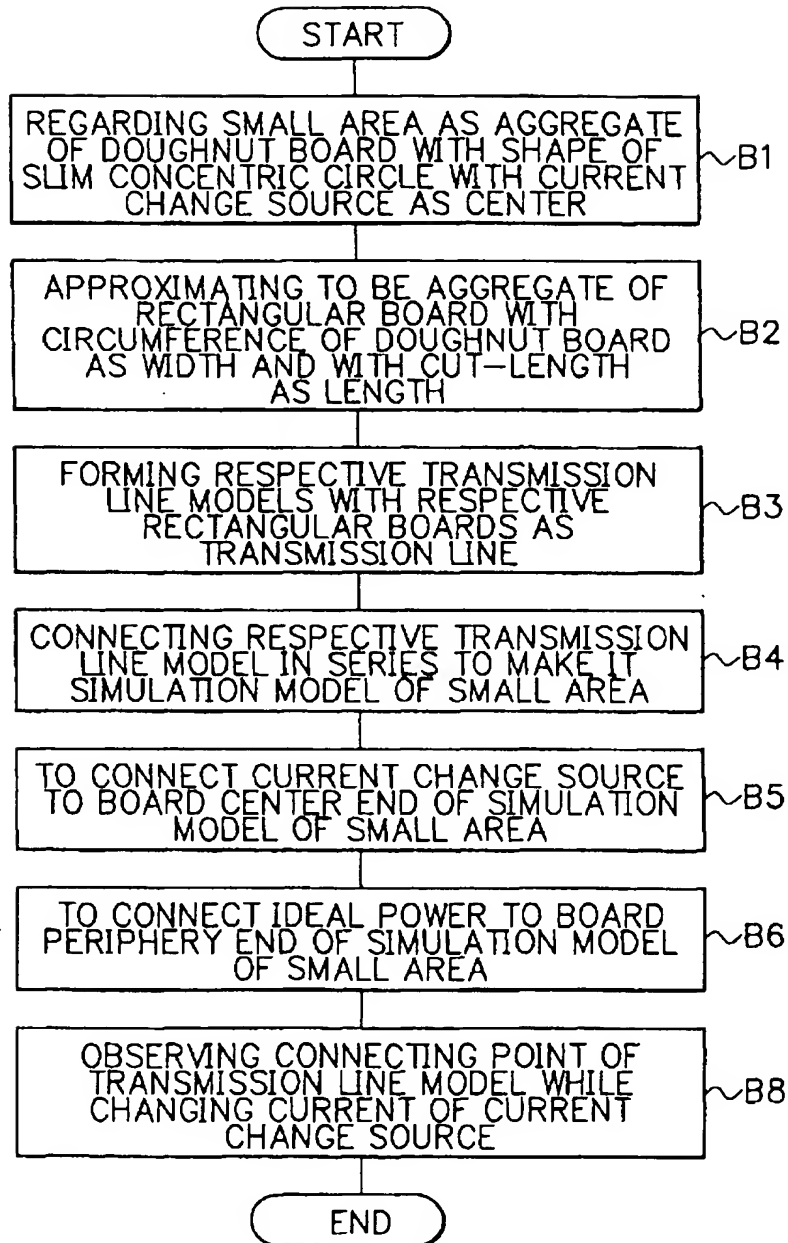 START
REGARDING SMALL AREA AS AGGREGATE
OF DOUGHNUT BOARD WITH SHAPE OF
SLIM CONCENTRIC CIRCLE WITH CURRENT
CHANGE SOURCE AS CENTER
B1
APPROXIMATING TO BE AGGREGATE OF
RECTANGULAR BOARD WITH
CIRCUMFERENCE OF DOUGHNUT BOARD
AS WIDTH AND WITH CUT-LENGTH
AS LENGTH
B2
FORMING RESPECTIVE TRANSMISSION
LINE MODELS WITH RESPECTIVE
RECTANGULAR BOARDS AS
TRANSMISSION LINE
B3
CONNECTING RESPECTIVE TRANSMISSION
LINE MODEL IN SERIES TO MAKE IT
SIMULATION MODEL OF SMALL AREA
B4
TO CONNECT CURRENT CHANGE SOURCE
TO BOARD CENTER END OF SIMULATION
MODEL OF SMALL AREA
B5
TO CONNECT IDEAL POWER TO BOARD
PERIPHERY END OF SIMULATION MODEL
OF SMALL AREA
B6
OBSERVING CONNECTING POINT OF
TRANSMISSION LINE MODEL WHILE
CHANGING CURRENT OF CURRENT
CHANGE SOURCE
B8
END